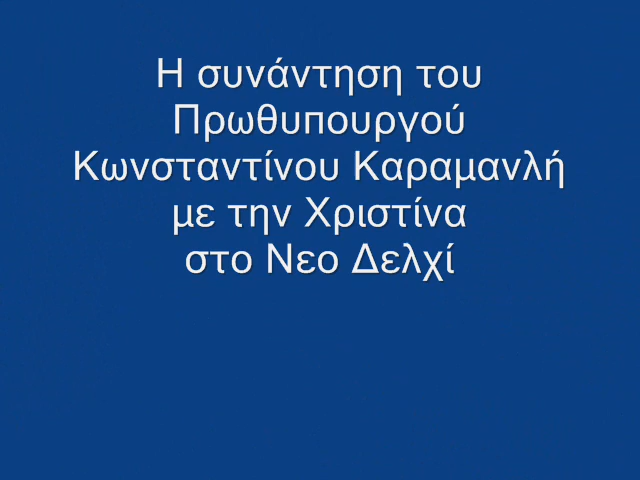 Η συνάντηση του
Πρωθυπουργού
Κωνσταντίνου Καραμανλή
με την Χριστίνα
στο Νεο Δελχί